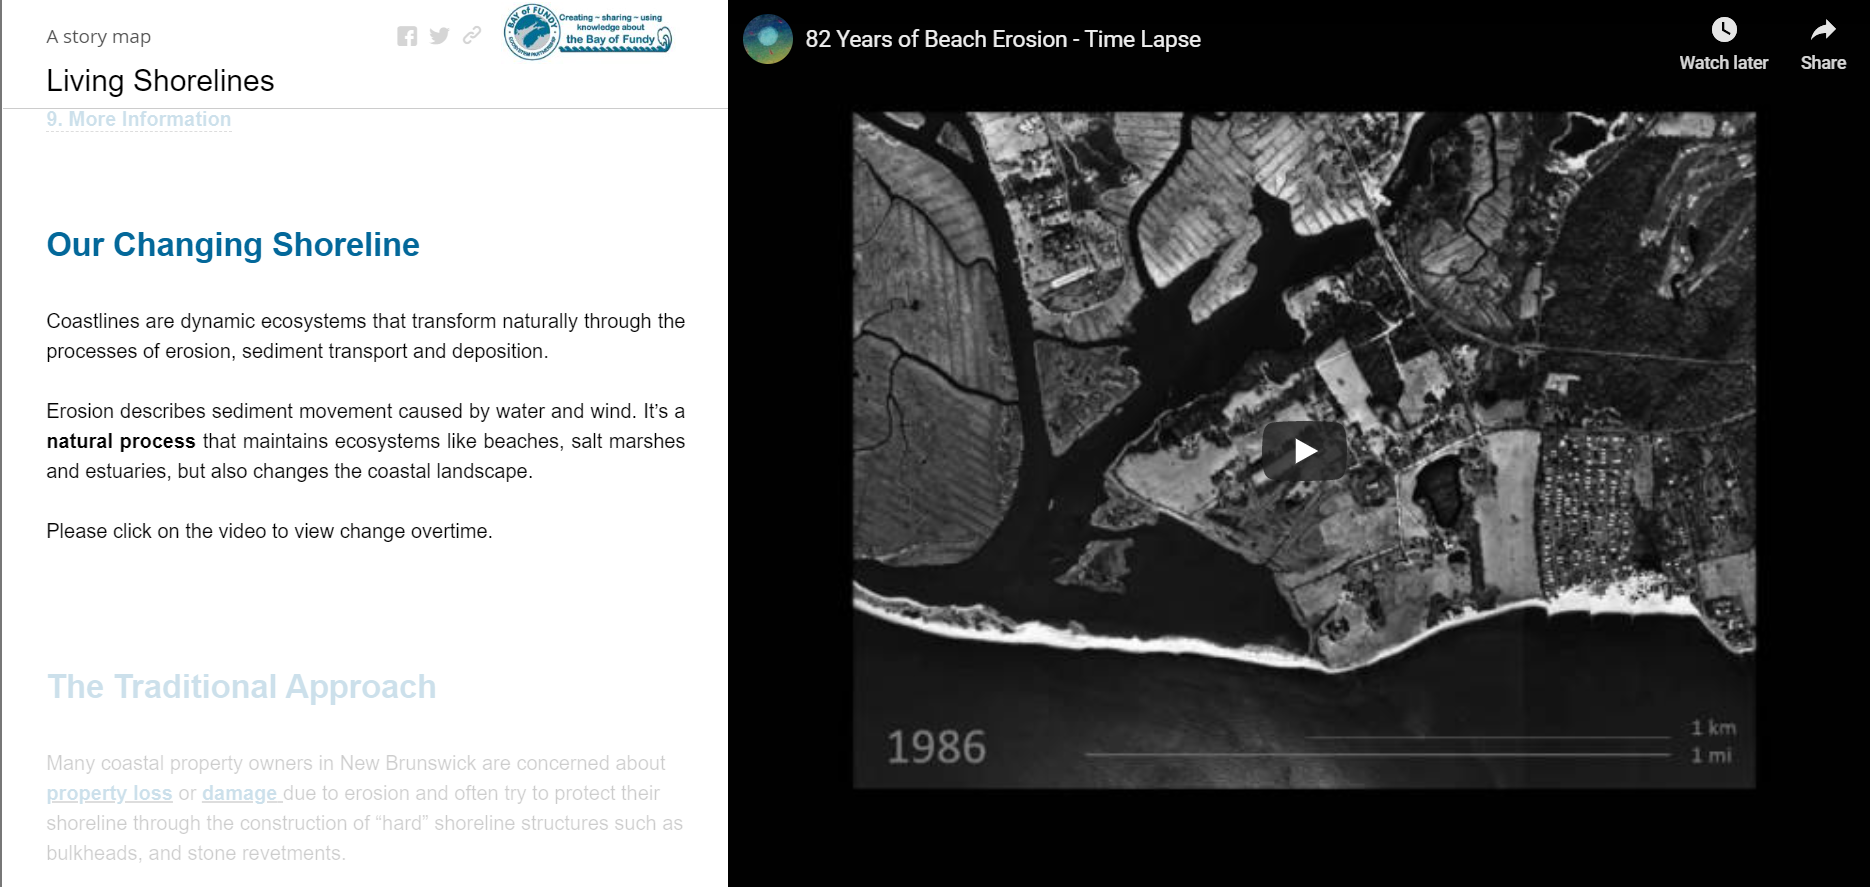 A story map
BAY of FUNDY
ECOSYSTEM PARTNERSHIP
Creating ~ sharing ~ using
knowledge about
the Bay of Fundy
Living Shorelines
9. More Information
Our Changing Shoreline
Coastlines are dynamic ecosystems that transform naturally through the
processes of erosion, sediment transport and deposition.
Erosion describes sediment movement caused by water and wind. It’s a
natural process that maintains ecosystems like beaches, salt marshes
and estuaries, but also changes the coastal landscape.
Please click on the video to view change overtime.
The Traditional Approach
Many coastal property owners in New Brunswick are concerned about
property loss or damage due to erosion and often try to protect their
shoreline through the construction of “hard” shoreline structures such as
bulkheads, and stone revetments.
82 Years of Beach Erosion - Time Lapse
Watch later
Share
1986
1 km
1 mi